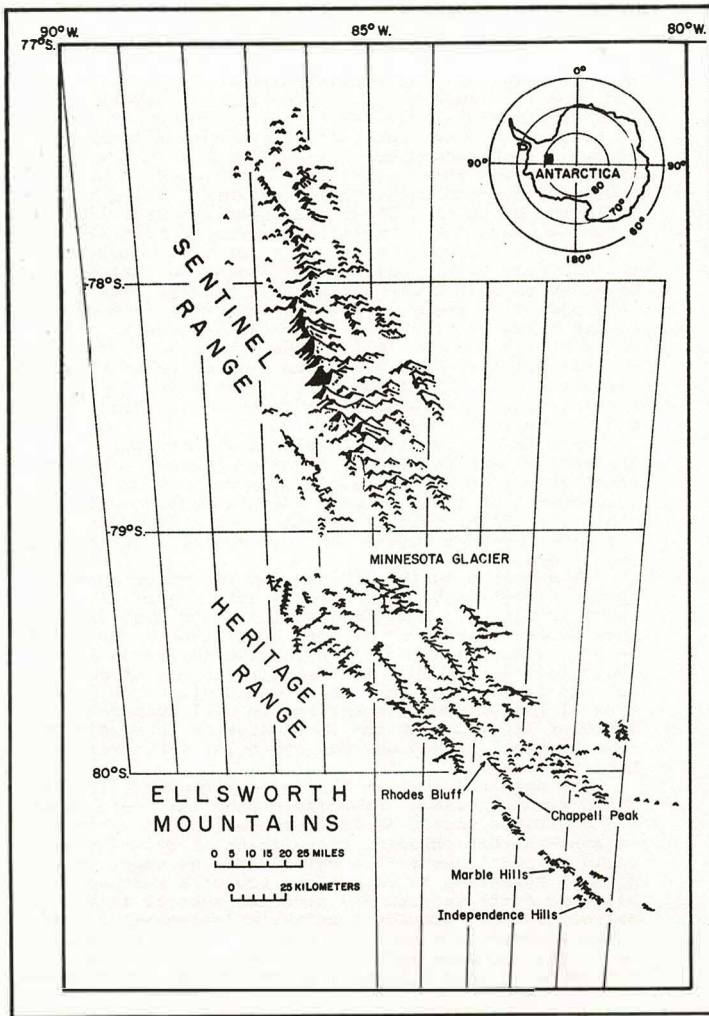 90°W. 85°W. 80°W.
77°S.
0°
90° ANTARCTICA 90°
80°
70°
60°
180°
SENTINEL
RANGE
78°S.
79°S.
MINNESOTA GLACIER
HERITAGE
RANGE
80°S.
ELLSWORTH
MOUNTAINS
0 5 10 15 20 25 MILES
0 25 KILOMETERS
Rhodes Bluff
Chappell Peak
Marble Hills
Independence Hills